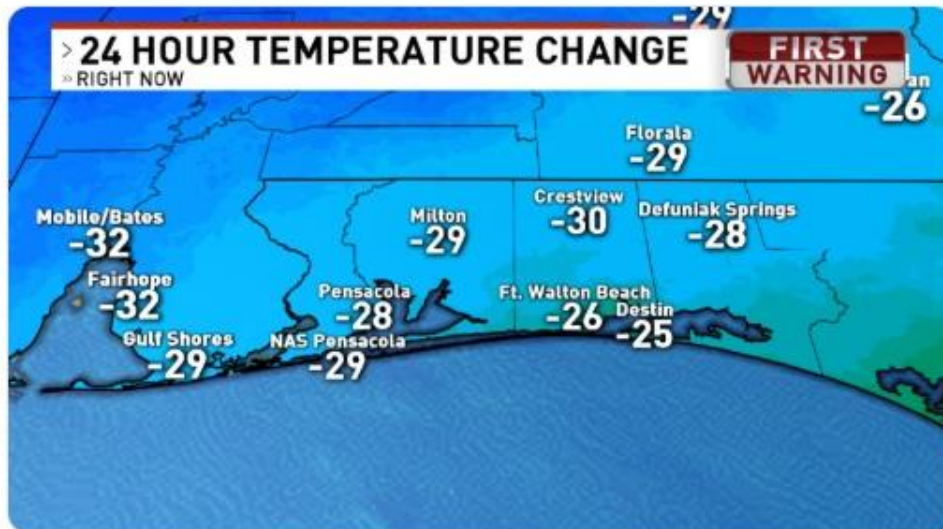 -29
> 24 HOUR TEMPERATURE CHANGE
» RIGHT NOW
FIRST
WARNING
-26
Florala
-29
Mobile/Bates
-32
Milton
-29
Crestview
-30
Defuniak Springs
-28
Fairhope
-32
Pensacola
-28
Ft. Walton Beach
-26
Destin
-25
Gulf Shores
-29
NAS Pensacola
-29